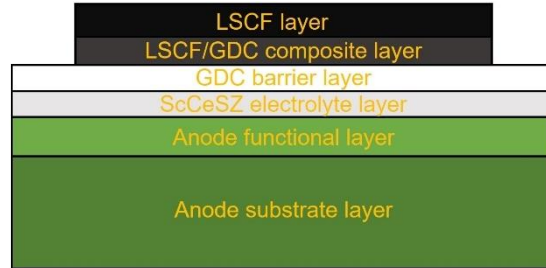 LSCF layer
LSCF/GDC composite layer
GDC barrier layer
ScCeSZ electrolyte layer
Anode functional layer
Anode substrate layer